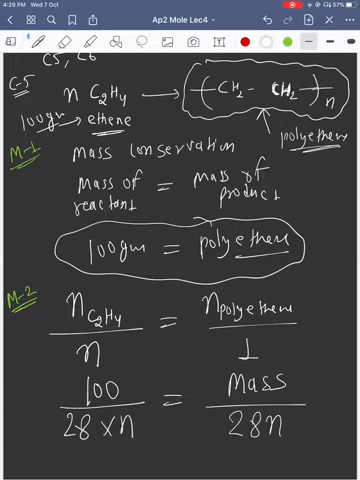 4:29 PM Wed 7 Oct
57%
Ap2 Mole Lec4
C5, C6
C-5
n C₂H₄ → ( CH₂ - CH₂ )n
100gm → ethene
polyethene
M-1 Mass conservation
Mass of reactant = Mass of product
100gm = polyethene
M-2
nC₂H₄ / n = npolyethene / 1
100 / 28 × n = Mass / 28n